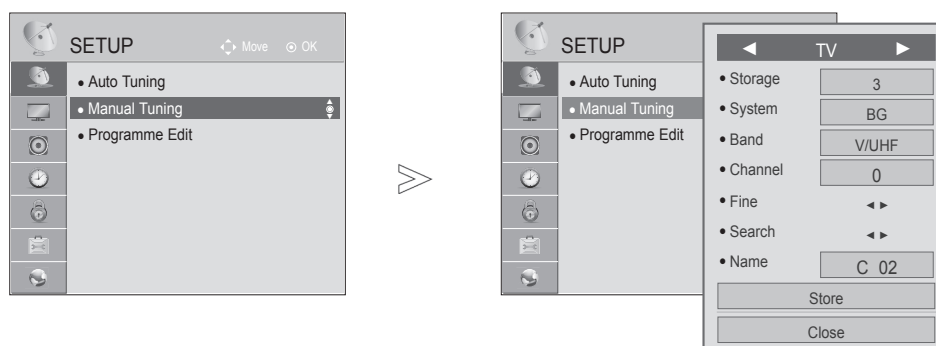 SETUP
Move OK
• Auto Tuning
• Manual Tuning
• Programme Edit
SETUP
• Auto Tuning
• Manual Tuning
• Programme Edit
◄ TV ►
• Storage 3
• System BG
• Band V/UHF
• Channel 0
• Fine ◄ ►
• Search ◄ ►
• Name C 02
Store
Close